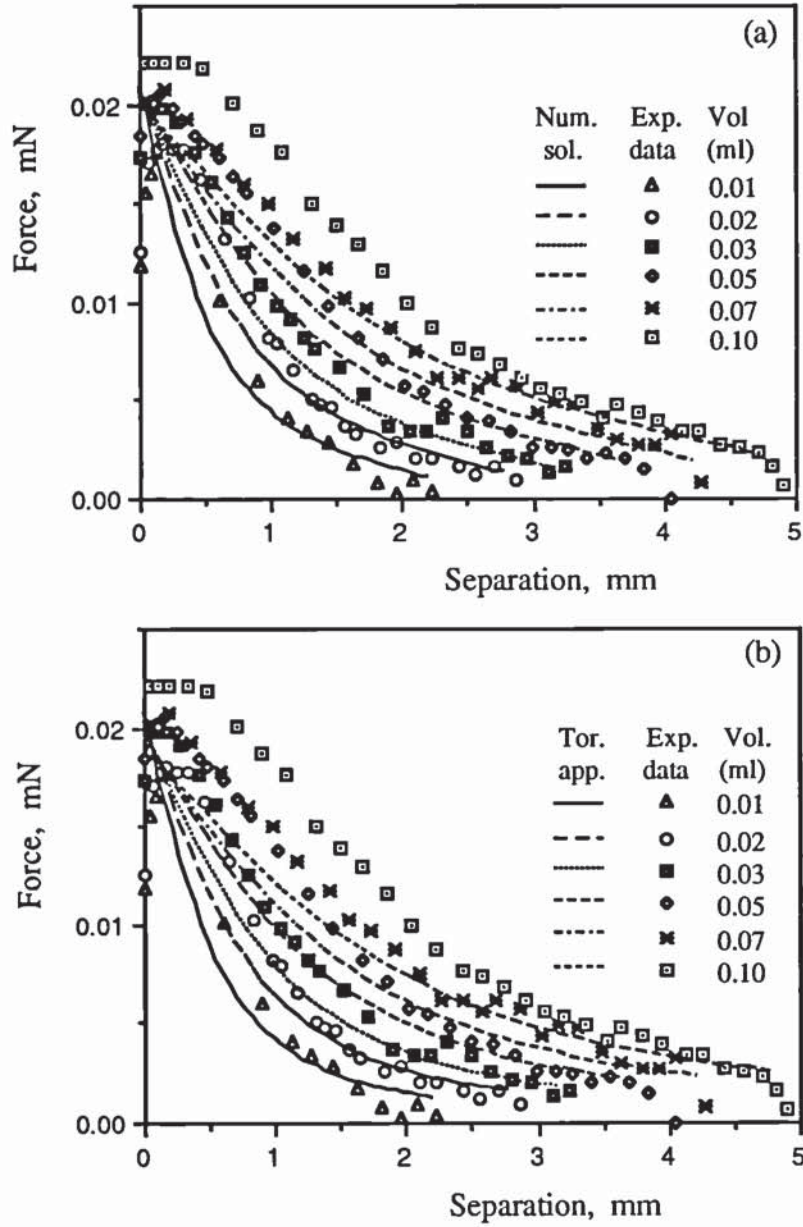 (a)
Force, mN
0.02
0.01
0.00
Num. Exp. Vol
sol. data (ml)
0.01
0.02
0.03
0.05
0.07
0.10
0 1 2 3 4 5
Separation, mm
(b)
Force, mN
0.02
0.01
0.00
Tor. Exp. Vol.
app. data (ml)
0.01
0.02
0.03
0.05
0.07
0.10
0 1 2 3 4 5
Separation, mm